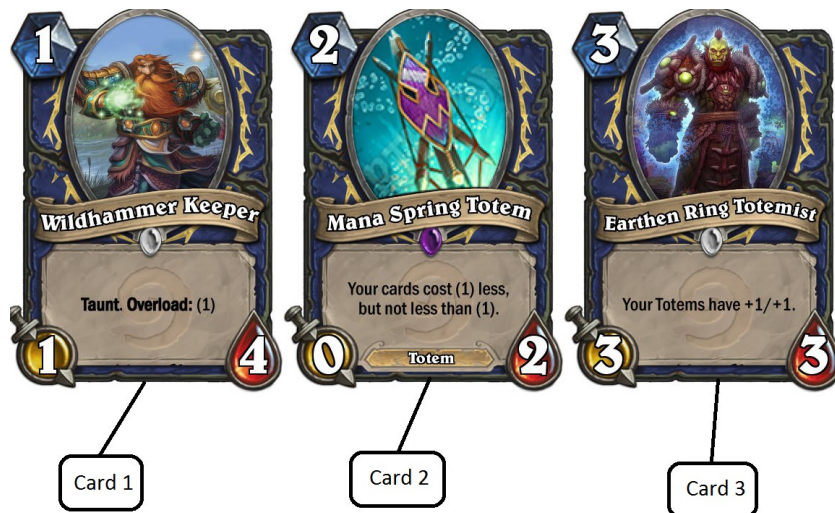 1
Wildhammer Keeper
Taunt. Overload: (1)
1
4
2
Mana Spring Totem
Your cards cost (1) less,
but not less than (1).
Totem
0
2
3
Earthen Ring Totemist
Your Totems have +1/+1.
3
3
Card 1
Card 2
Card 3